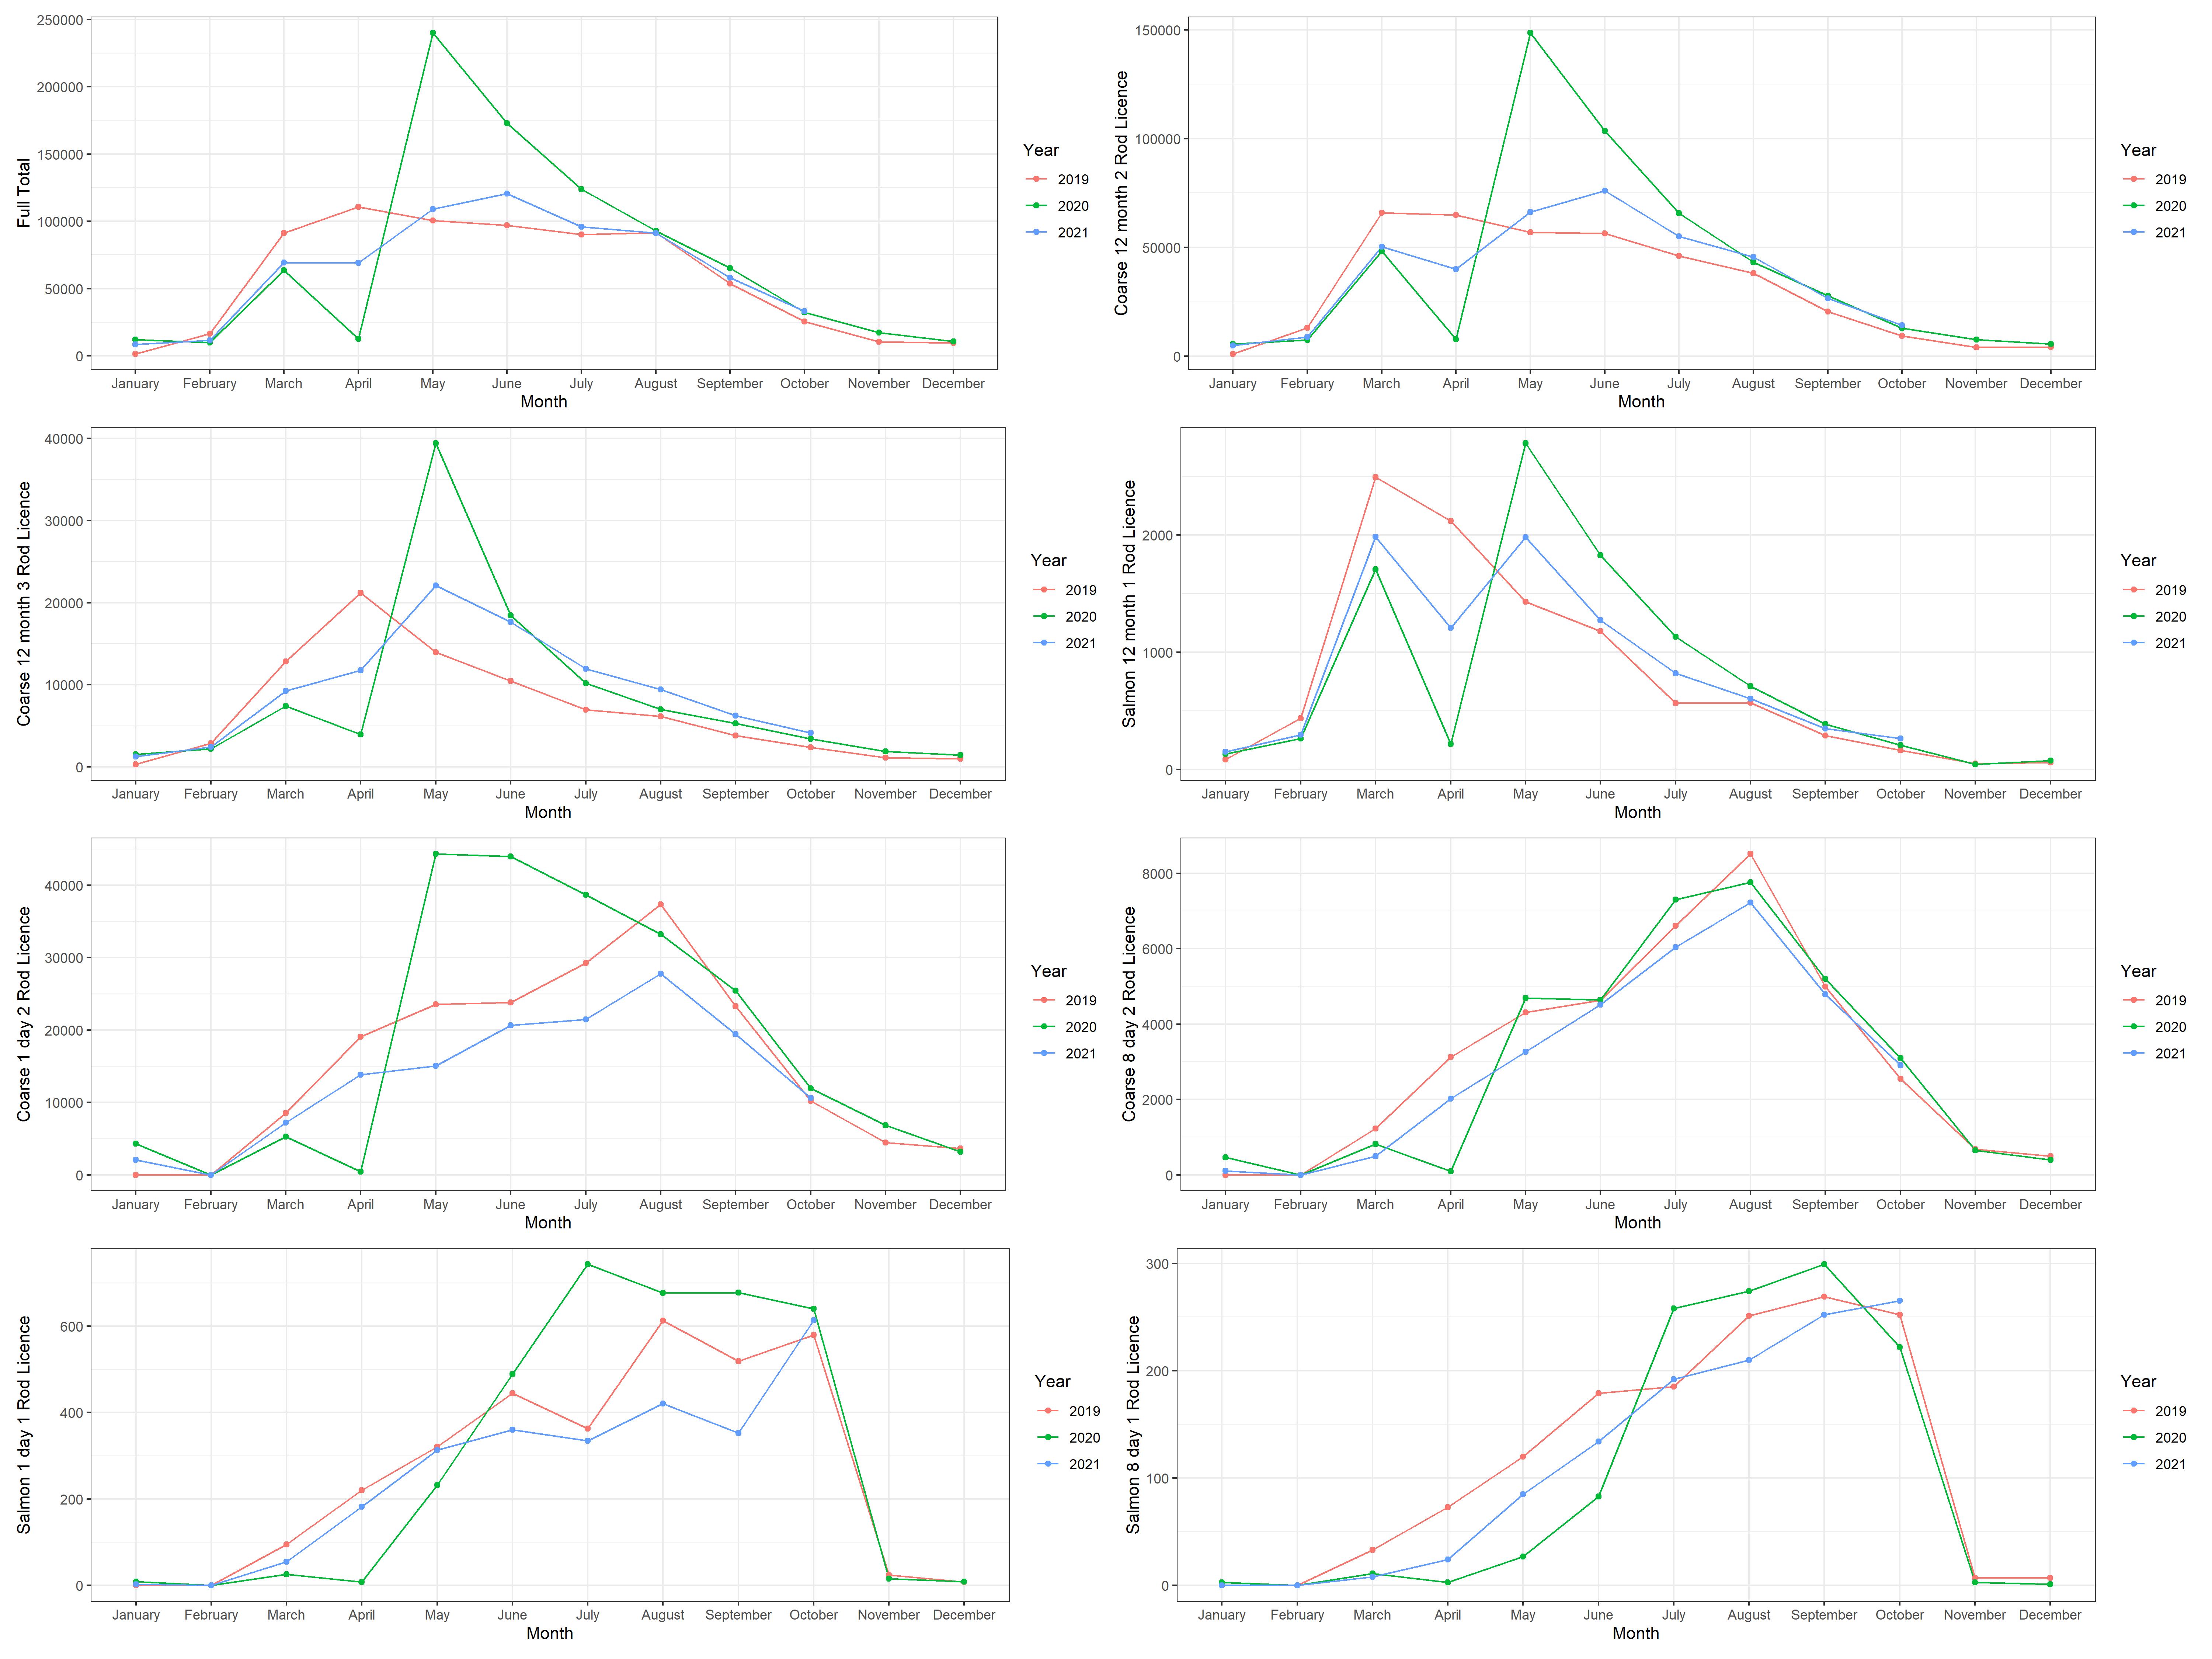 250000
200000
150000
100000
50000
0
Full Total
January February March April May June July August September October November December
Month
Year
2019
2020
2021
150000
100000
50000
0
Coarse 12 month 2 Rod Licence
January February March April May June July August September October November December
Month
Year
2019
2020
2021
40000
30000
20000
10000
0
Coarse 12 month 3 Rod Licence
January February March April May June July August September October November December
Month
Year
2019
2020
2021
2000
1000
0
Salmon 12 month 1 Rod Licence
January February March April May June July August September October November December
Month
Year
2019
2020
2021
40000
30000
20000
10000
0
Coarse 1 day 2 Rod Licence
January February March April May June July August September October November December
Month
Year
2019
2020
2021
8000
6000
4000
2000
0
Coarse 8 day 2 Rod Licence
January February March April May June July August September October November December
Month
Year
2019
2020
2021
600
400
200
0
Salmon 1 day 1 Rod Licence
January February March April May June July August September October November December
Month
Year
2019
2020
2021
300
200
100
0
Salmon 8 day 1 Rod Licence
January February March April May June July August September October November December
Month
Year
2019
2020
2021